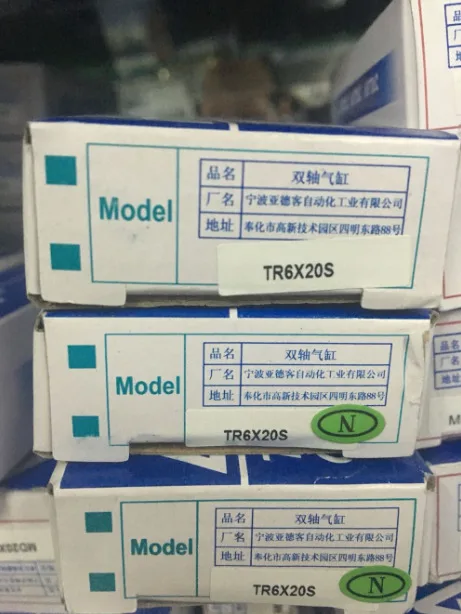 Model
品名 双轴气缸
厂名 宁波亚德客自动化工业有限公司
地址 奉化市高新技术园区四明东路88号
TR6X20S
Model
品名 双轴气缸
厂名 宁波亚德客自动化工业有限公司
地址 奉化市高新技术园区四明东路88号
TR6X20S
N
Model
品名 双轴气缸
厂名 宁波亚德客自动化工业有限公司
地址 奉化市高新技术园区四明东路88号
TR6X20S
N